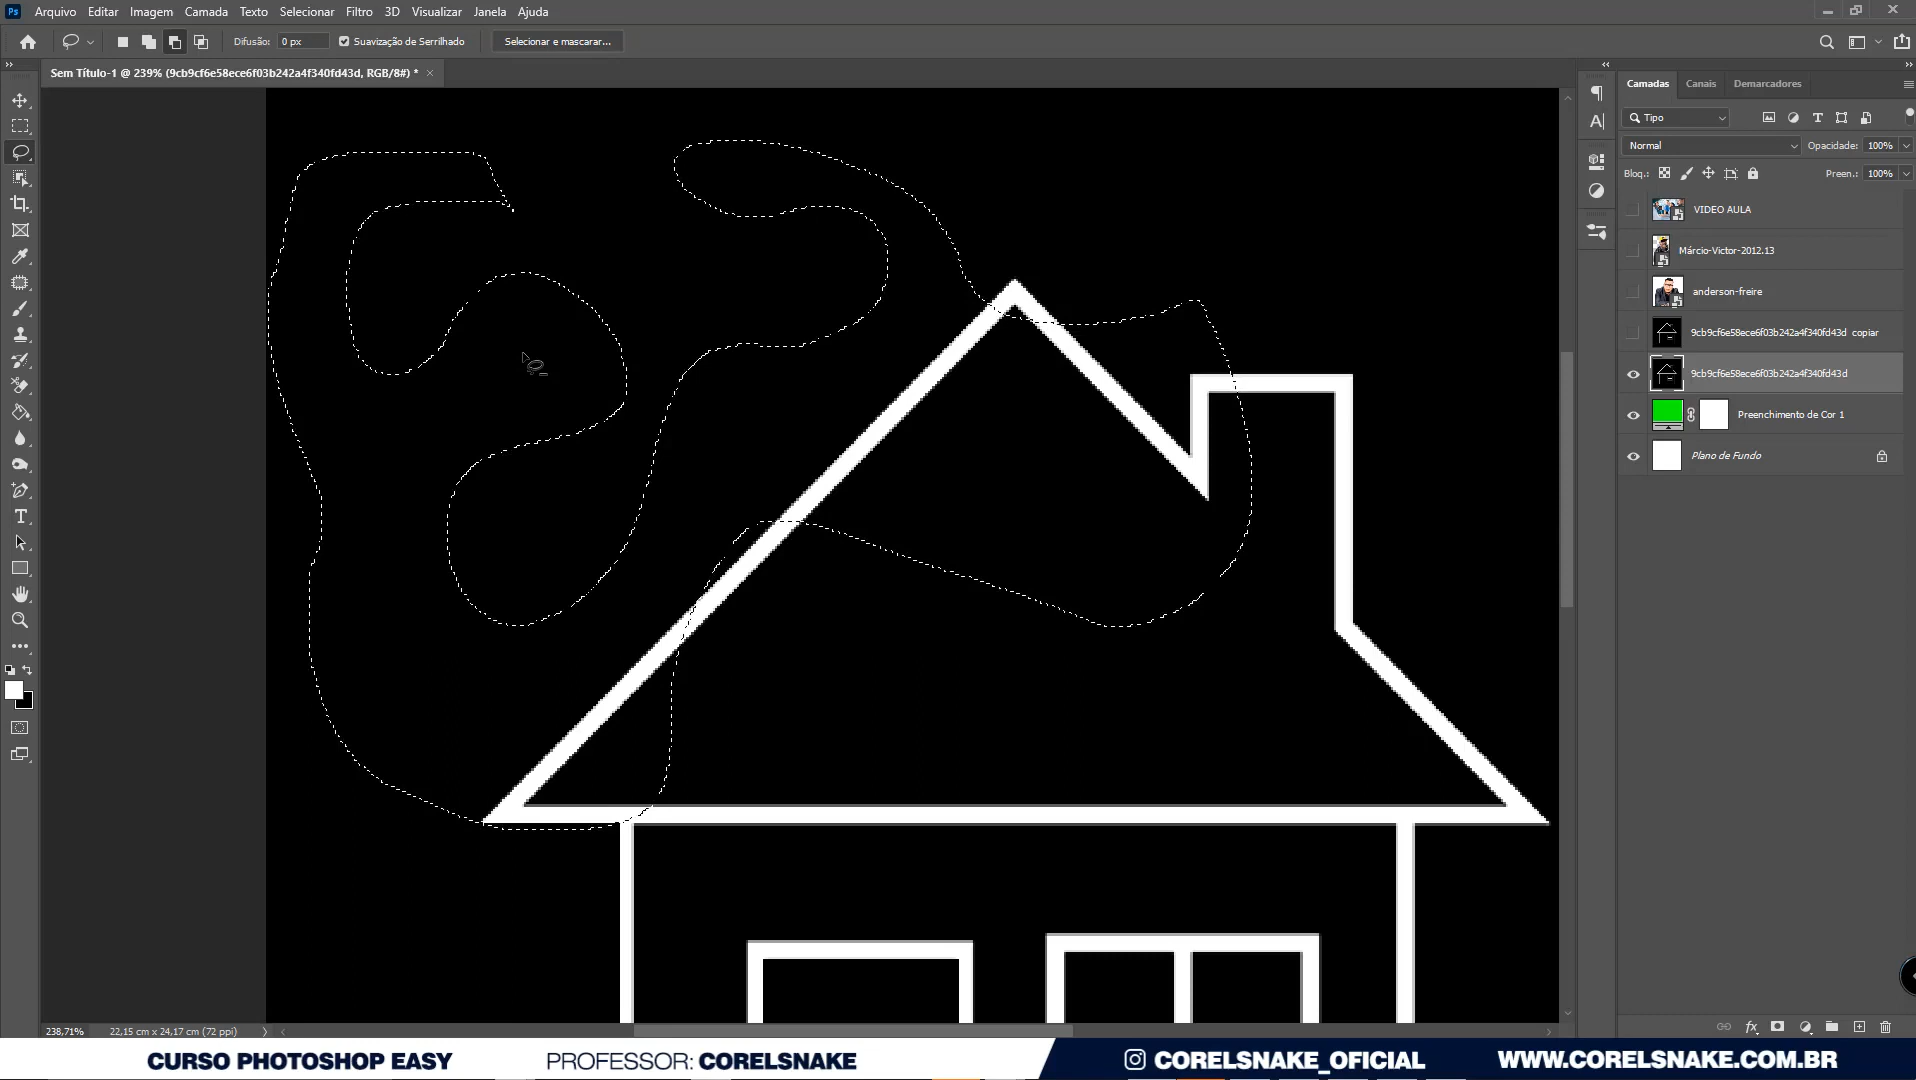 Ps Arquivo Editar Imagem Camada Texto Selecionar Filtro 3D Visualizar Janela Ajuda
Difusão: 0 px Suavização de Serrilhado Selecionar e mascarar...
Sem Título-1 @ 239% (9cb9cf6e58ece6f03b242a4f340fd43d, RGB/8#) *
Camadas Canais Demarcadores
Tipo
Normal Opacidade: 100%
Bloq.: Preen.: 100%
VIDEO AULA
Márcio-Victor-2012.13
anderson-freire
9cb9cf6e58ece6f03b242a4f340fd43d copiar
9cb9cf6e58ece6f03b242a4f340fd43d
Preenchimento de Cor 1
Plano de Fundo
238,71% 22,15 cm x 24,17 cm (72 ppi)
CURSO PHOTOSHOP EASY PROFESSOR: CORELSNAKE CORELSNAKE_OFICIAL WWW.CORELSNAKE.COM.BR